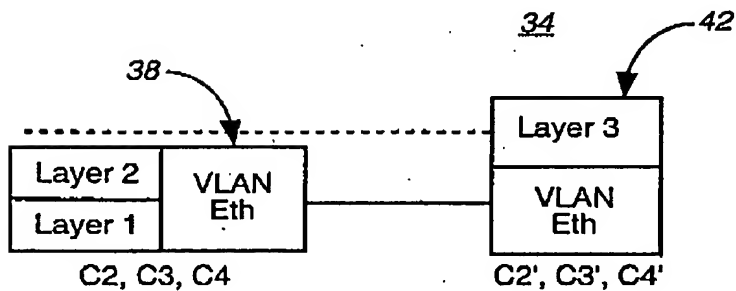 34
42
38
Layer 3
Layer 2
VLAN
Eth
Layer 1
VLAN
Eth
C2, C3, C4
C2', C3', C4'